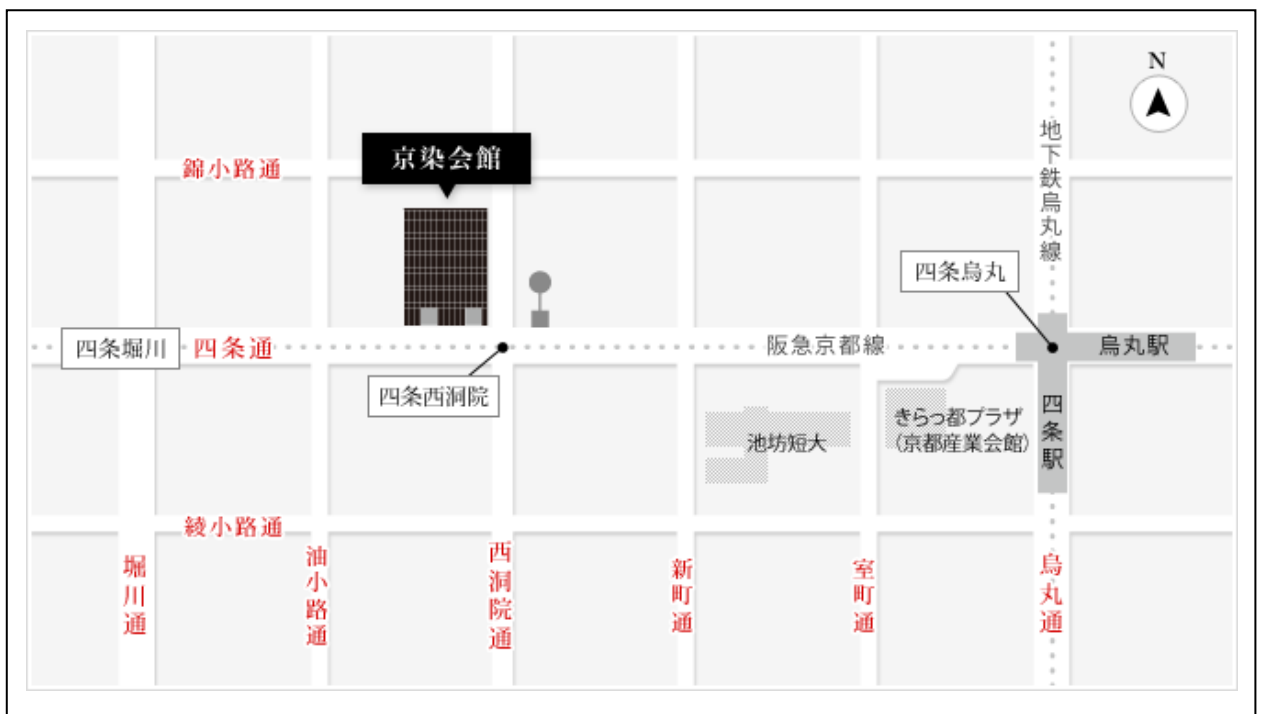 N
地下鉄烏丸線
京染会館
錦小路通
四条烏丸
四条堀川
四条通
阪急京都線
烏丸駅
四条西洞院
池坊短大
きらっ都プラザ
(京都産業会館)
四条駅
綾小路通
堀川通
油小路通
西洞院通
新町通
室町通
烏丸通